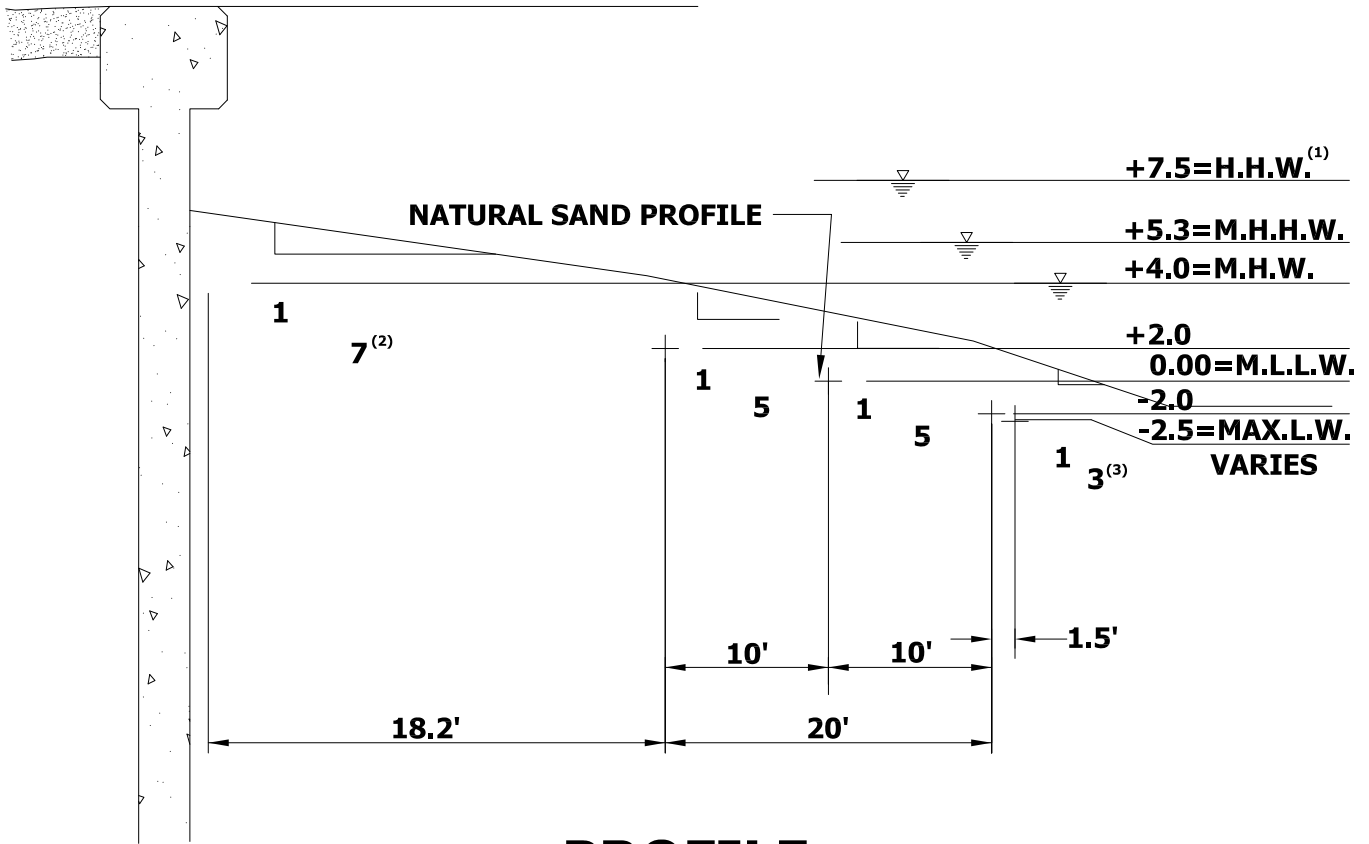 +7.5=H.H.W.(1)
NATURAL SAND PROFILE
+5.3=M.H.H.W.
+4.0=M.H.W.
1
7(2)
+2.0
0.00=M.L.L.W.
1
5
1
5
-2.0
-2.5=MAX.L.W.
VARIES
1
3(3)
10'
10'
1.5'
18.2'
20'
PROFILE